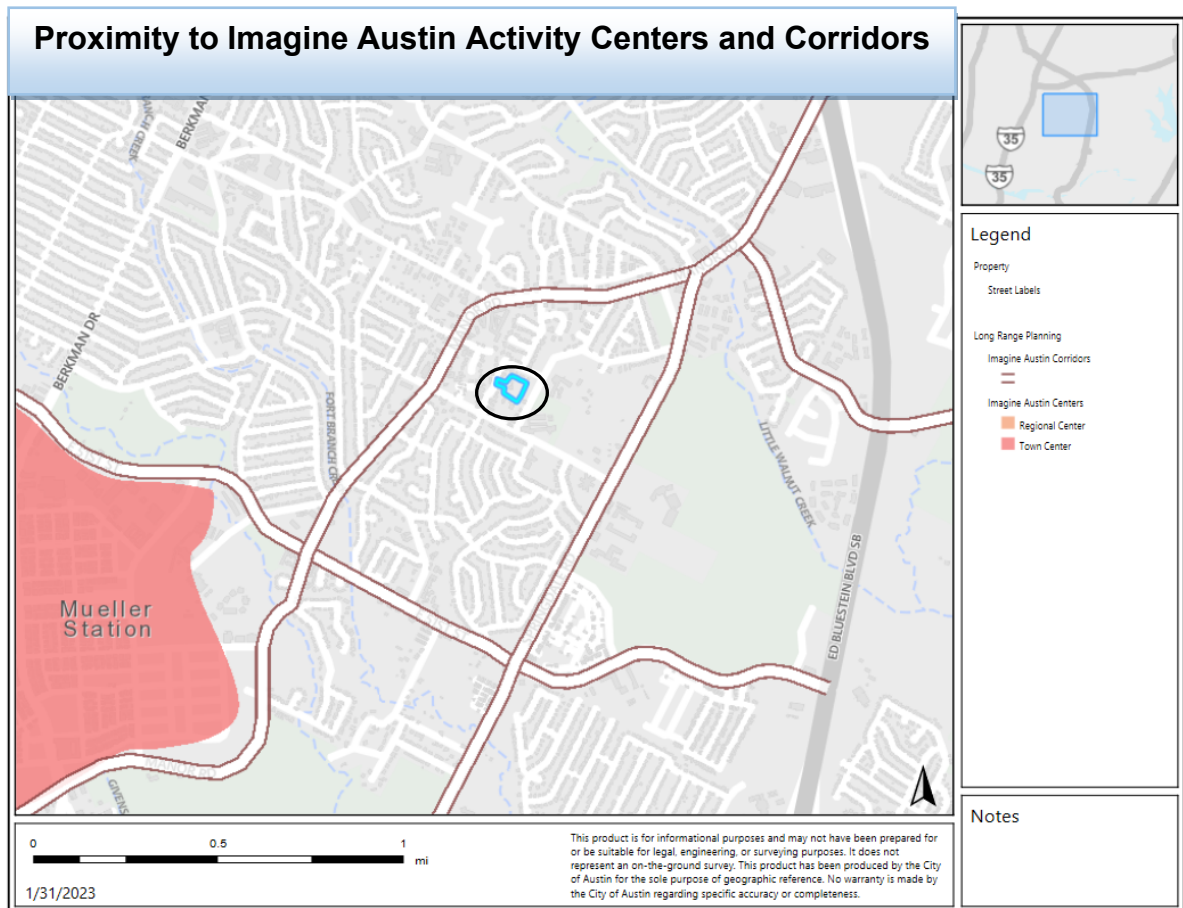 Proximity to Imagine Austin Activity Centers and Corridors
BERKMAN
35
35
Legend
Property
Street Labels
Long Range Planning
Imagine Austin Corridors
Imagine Austin Centers
Regional Center
Town Center
BERKMAN DR
FORT BRANCH CRE
LITTLE WALNUT CREEK
Mueller
Station
ED BLUESTEIN BLVD SB
MANOR RD
GIVENS
Notes
0 0.5 1
mi
1/31/2023
This product is for informational purposes and may not have been prepared for
or be suitable for legal, engineering, or surveying purposes. It does not
represent an on-the-ground survey. This product has been produced by the City
of Austin for the sole purpose of geographic reference. No warranty is made by
the City of Austin regarding specific accuracy or completeness.